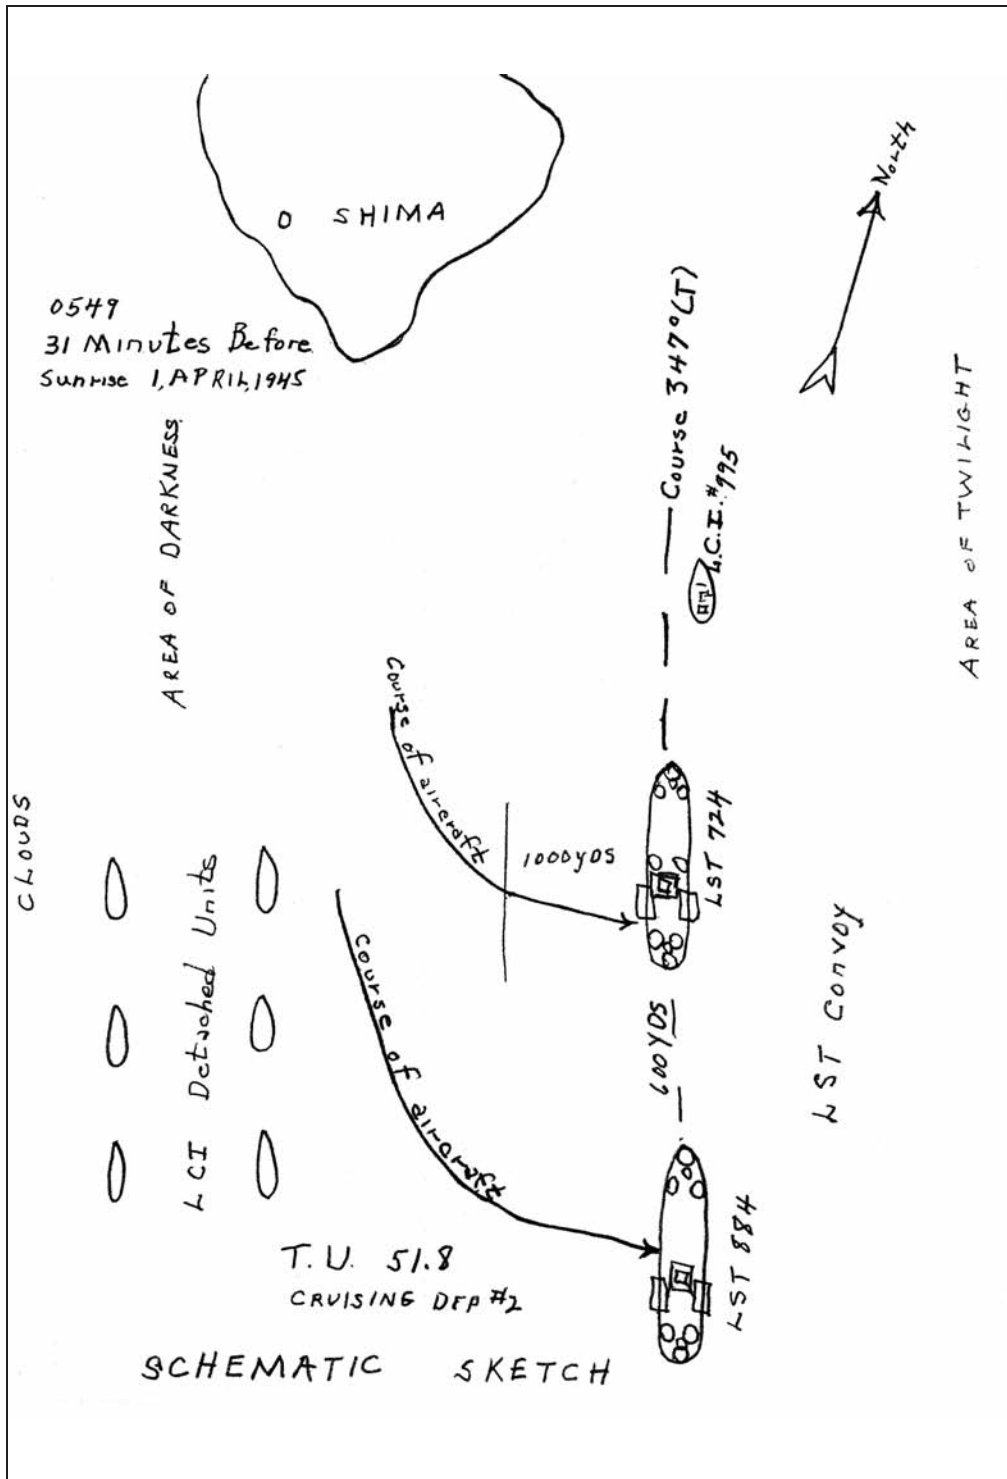 North
O SHIMA
0549
31 Minutes Before
Sunrise 1, APRIL, 1945
Course 347° (T)
AREA OF DARKNESS
L.C.I. #995
AREA OF TWILIGHT
Course of aircraft
CLOUDS
1000 YDS
LST 724
LCI Detached Units
Course of aircraft
600 YDS
LST Convoy
LST 884
T.U. 51.8
CRUISING DFP #2
SCHEMATIC SKETCH